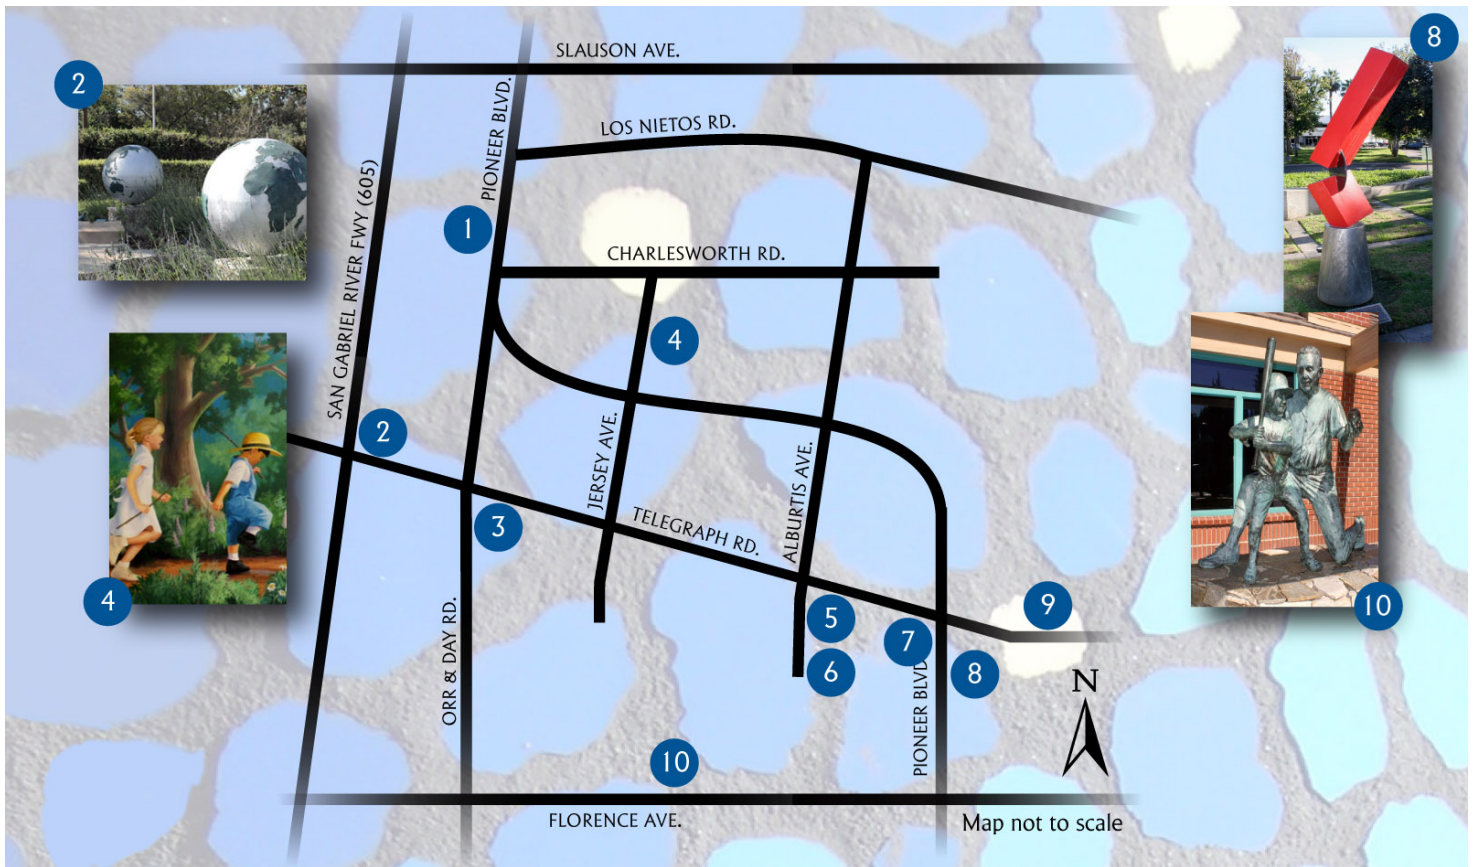 SLAUSON AVE.
8
2
PIONEER BLVD.
LOS NIETOS RD.
SAN GABRIEL RIVER FWY (605)
1
CHARLESWORTH RD.
4
2
JERSEY AVE.
ALBURTIS AVE.
3
TELEGRAPH RD.
4
5
9
10
7
6
8
ORR & DAY RD.
PIONEER BLVD
N
10
FLORENCE AVE.
Map not to scale